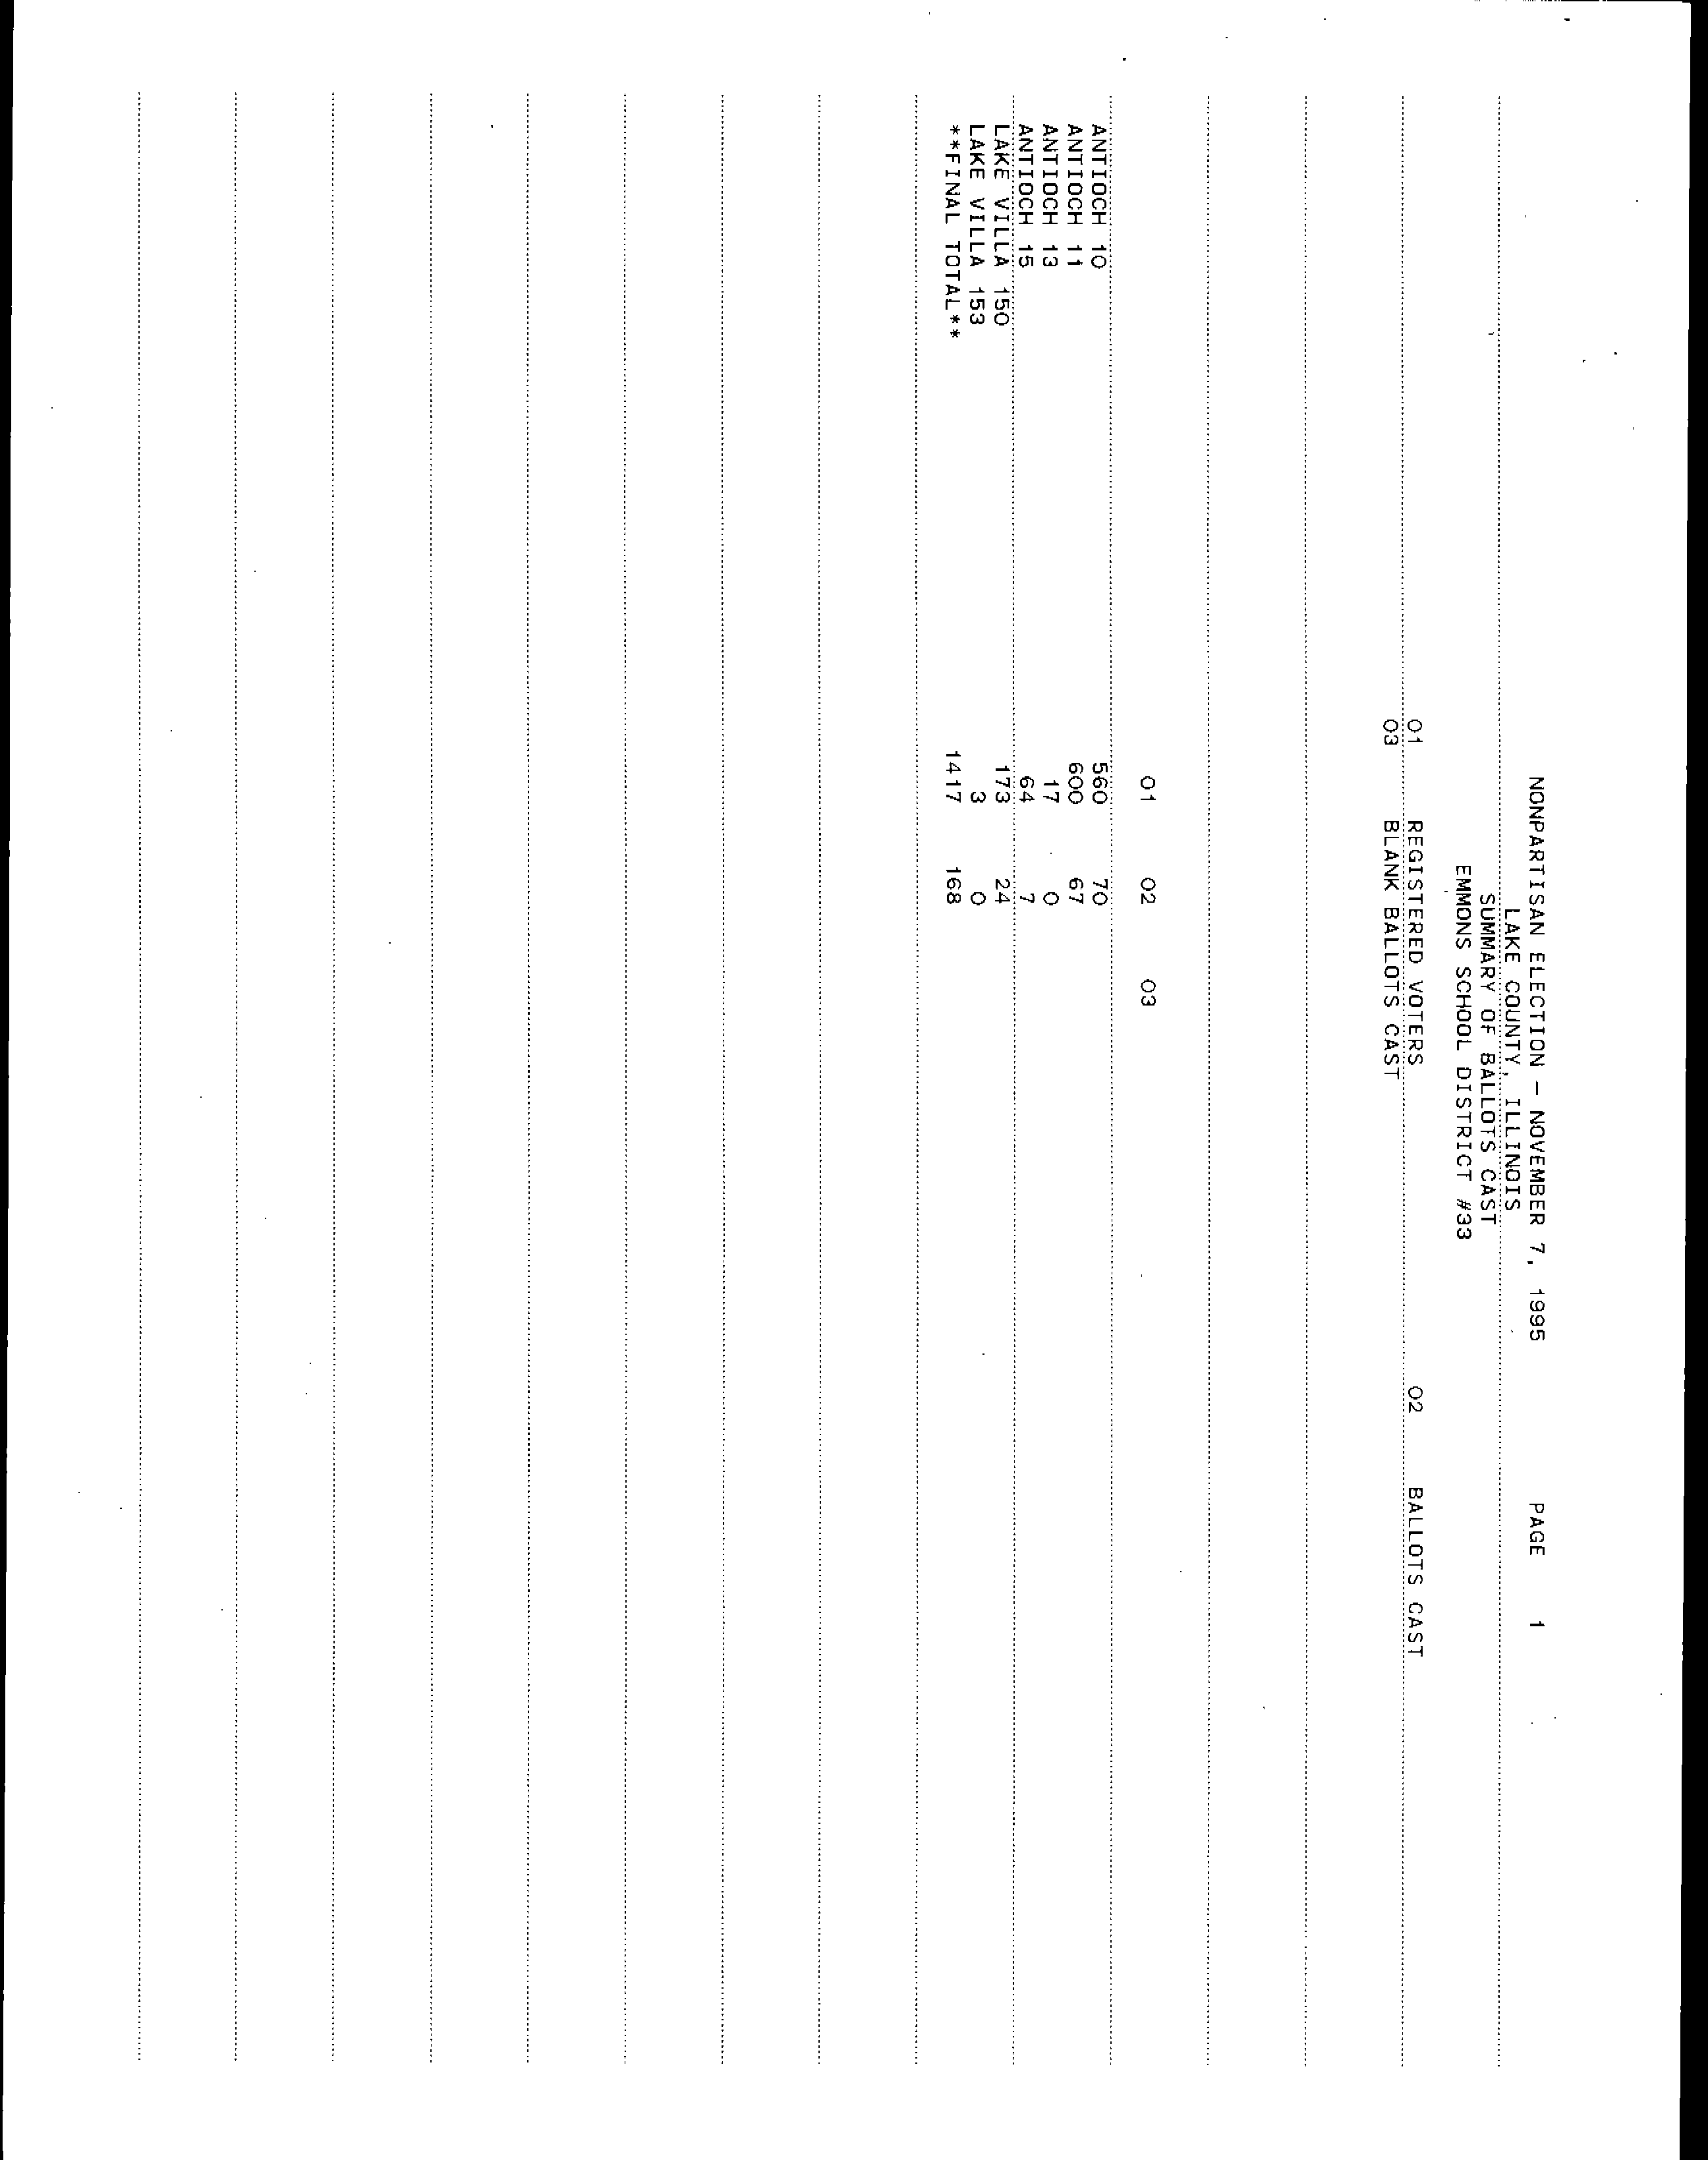 NONPARTISAN ELECTION - NOVEMBER 7, 1995 PAGE 1
LAKE COUNTY, ILLINOIS
SUMMARY OF BALLOTS CAST
EMMONS SCHOOL DISTRICT #33
01 REGISTERED VOTERS 02 BALLOTS CAST
03 BLANK BALLOTS CAST
01 02 03
ANTIOCH 10 560 70
ANTIOCH 11 600 67
ANTIOCH 13 17 0
ANTIOCH 15 64 7
LAKE VILLA 150 173 24
LAKE VILLA 153 3 0
**FINAL TOTAL** 1417 168